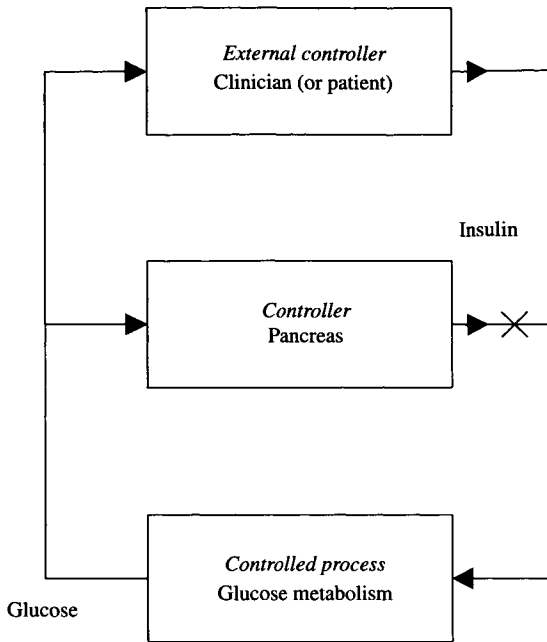 External controller
Clinician (or patient)
Insulin
Controller
Pancreas
Controlled process
Glucose metabolism
Glucose